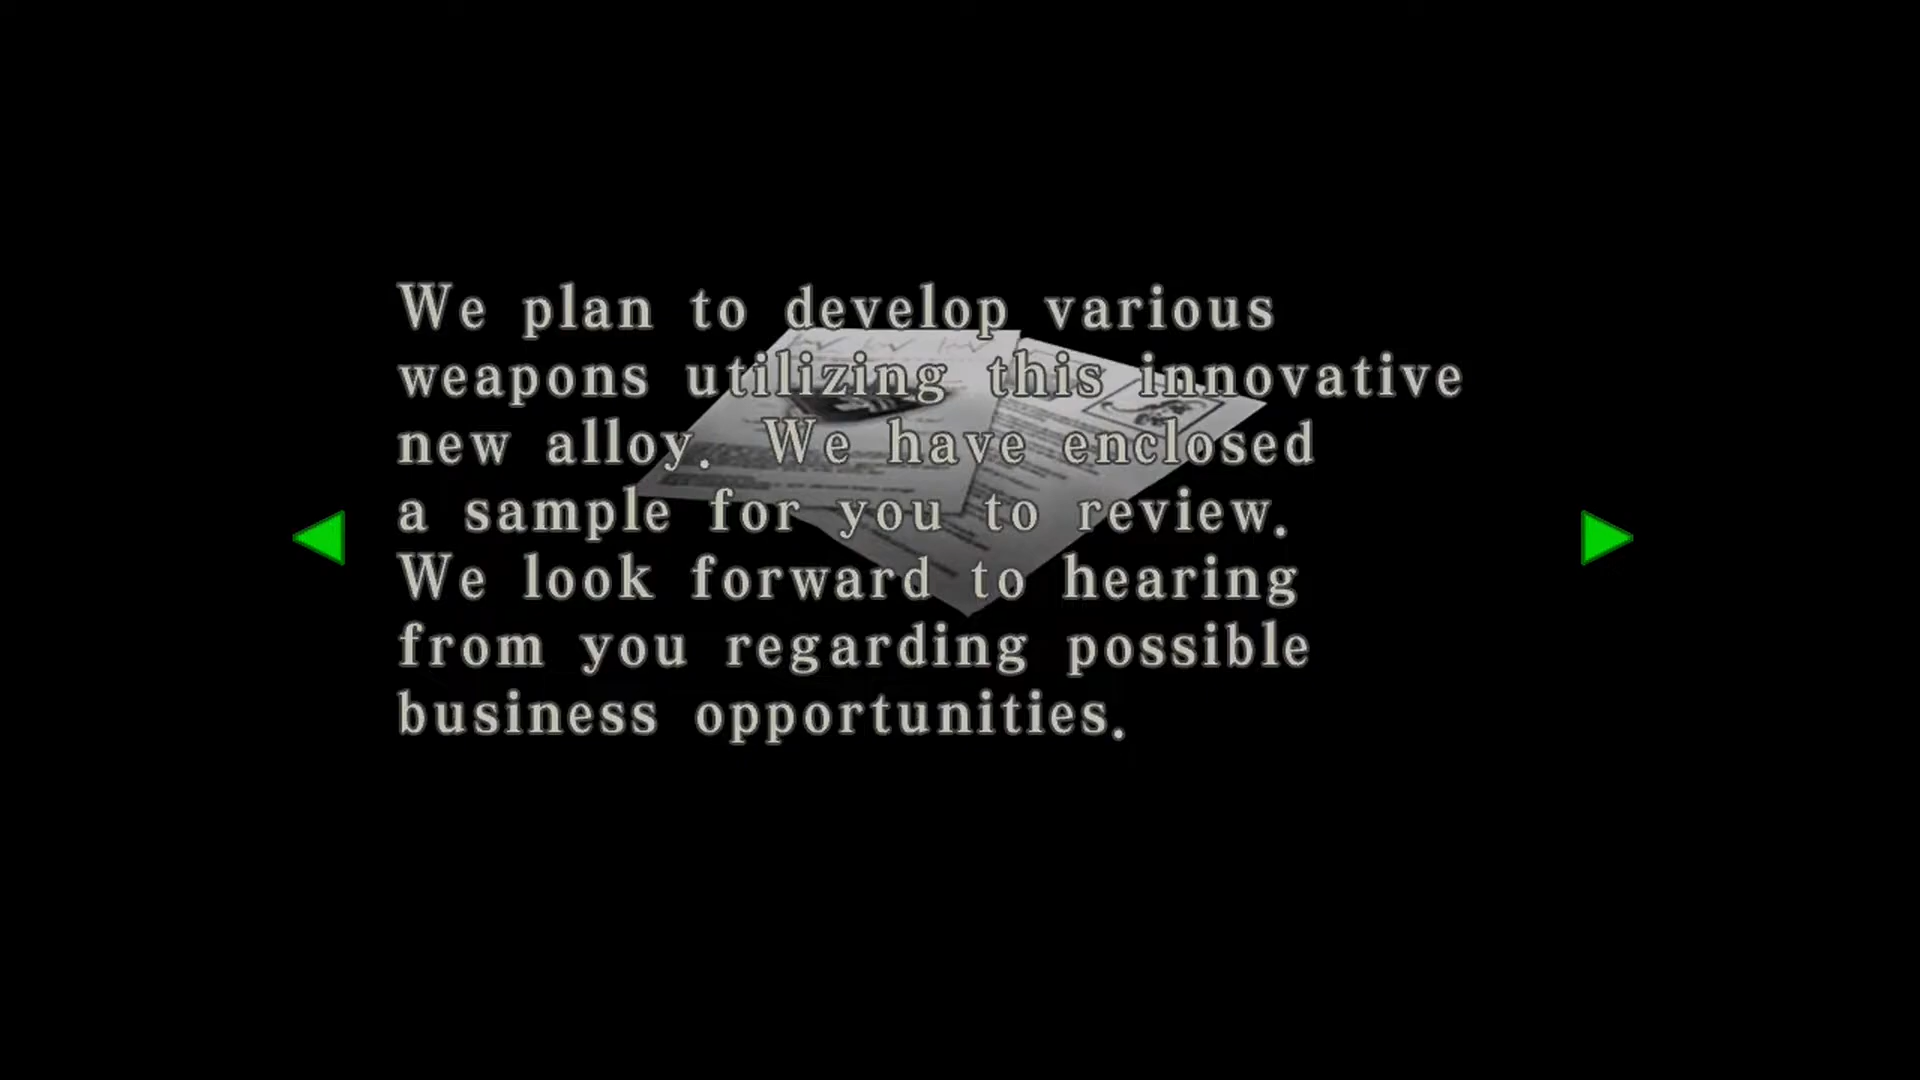 We plan to develop various
weapons utilizing this innovative
new alloy. We have enclosed
a sample for you to review.
We look forward to hearing
from you regarding possible
business opportunities.